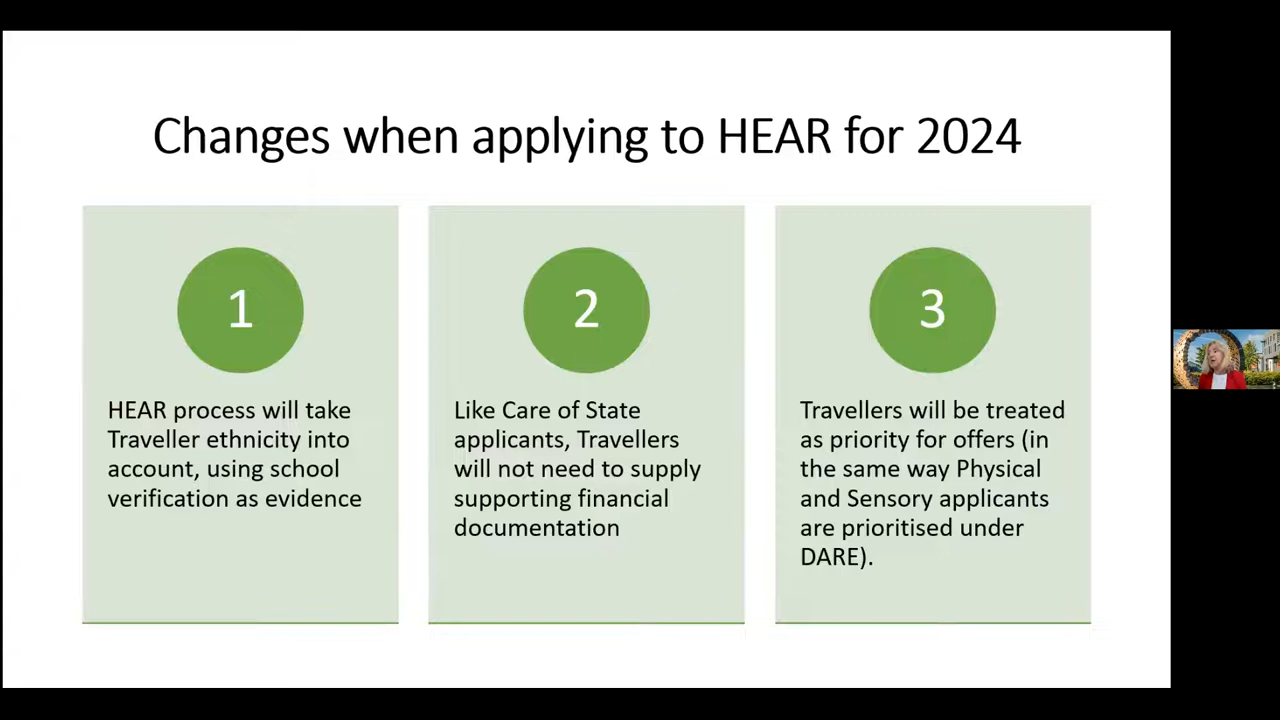 Changes when applying to HEAR for 2024
1
HEAR process will take
Traveller ethnicity into
account, using school
verification as evidence
2
Like Care of State
applicants, Travellers
will not need to supply
supporting financial
documentation
3
Travellers will be treated
as priority for offers (in
the same way Physical
and Sensory applicants
are prioritised under
DARE).